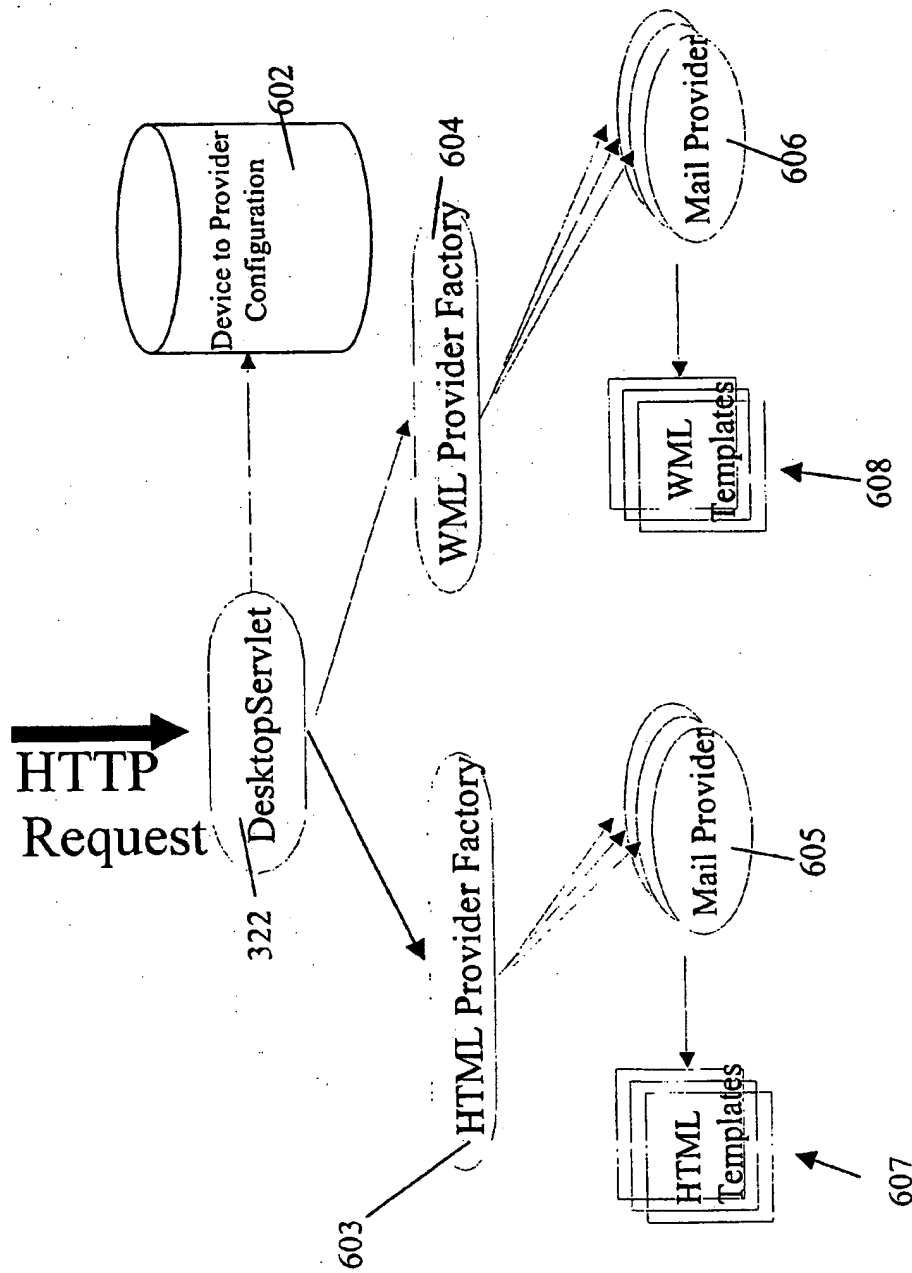 HTTP
Request
DesktopServlet
322
Device to Provider
Configuration
602
HTML Provider Factory
603
WML Provider Factory
604
Mail Provider
605
Mail Provider
606
HTML
Templates
607
WML
Templates
608